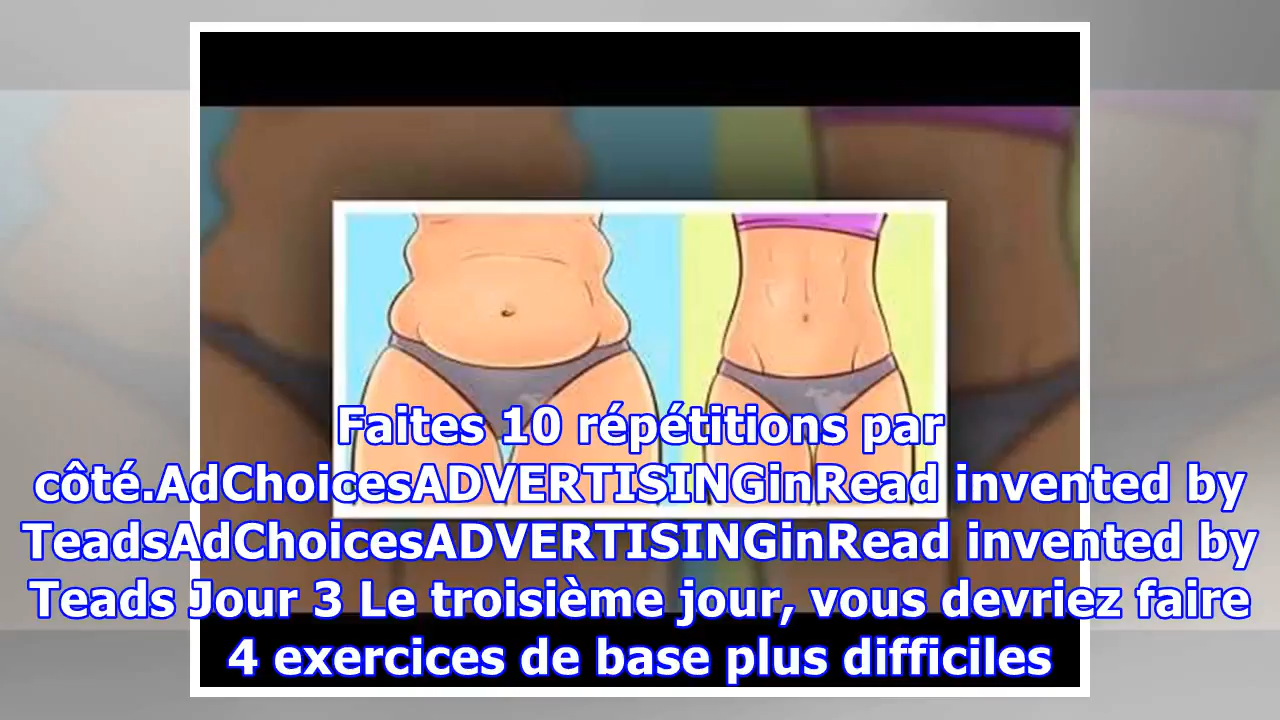 Faites 10 répétitions par
côté.AdChoicesADVERTISINGinRead invented by
TeadsAdChoicesADVERTISINGinRead invented by
Teads Jour 3 Le troisième jour, vous devriez faire
4 exercices de base plus difficiles